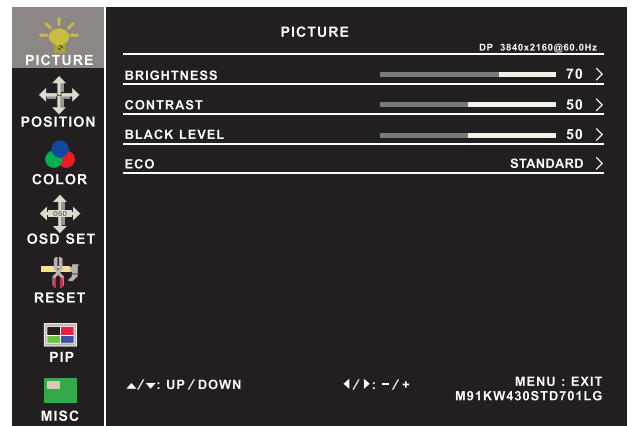 PICTURE
POSITION
COLOR
OSD
OSD SET
RESET
PIP
MISC
PICTURE
DP 3840x2160@60.0Hz
BRIGHTNESS 70 >
CONTRAST 50 >
BLACK LEVEL 50 >
ECO STANDARD >
▲/▼: UP / DOWN ◀/▶: − / + MENU : EXIT
M91KW430STD701LG